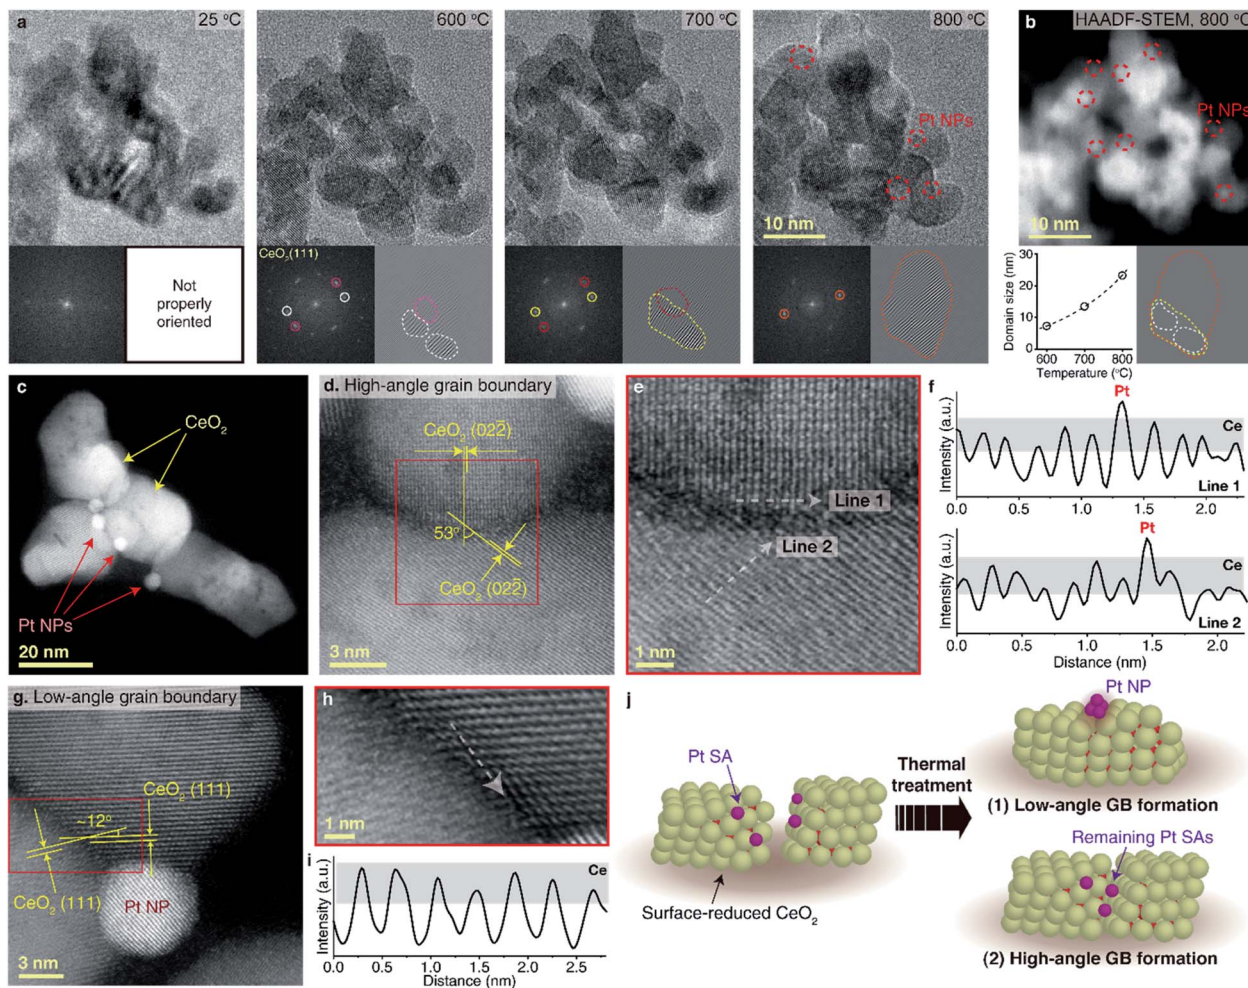 a
25 °C
600 °C
700 °C
800 °C
Pt NPs
10 nm
Not
properly
oriented
CeO₂(111)
b
HAADF-STEM, 800 °C
Pt NPs
10 nm
Domain size (nm)
30
20
10
0
600 700 800
Temperature (°C)
c
CeO₂
Pt NPs
20 nm
d. High-angle grain boundary
CeO₂ (022̅)
53°
CeO₂ (022̅)
3 nm
e
Line 1
Line 2
1 nm
f
Pt
Ce
Intensity (a.u.)
Line 1
0.0 0.5 1.0 1.5 2.0
Pt
Ce
Intensity (a.u.)
Line 2
0.0 0.5 1.0 1.5 2.0
Distance (nm)
g. Low-angle grain boundary
CeO₂ (111)
~12°
CeO₂ (111)
Pt NP
3 nm
h
1 nm
i
Ce
Intensity (a.u.)
0.0 0.5 1.0 1.5 2.0 2.5
Distance (nm)
j
Pt SA
Surface-reduced CeO₂
Thermal
treatment
Pt NP
(1) Low-angle GB formation
Remaining Pt SAs
(2) High-angle GB formation